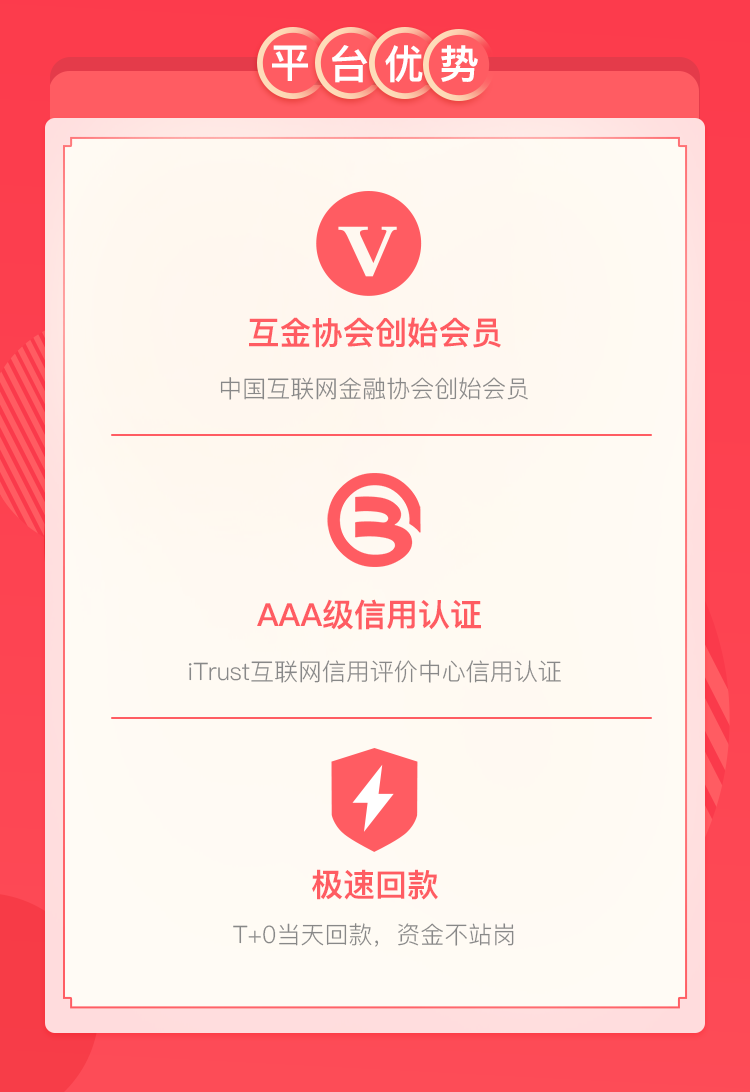 平台优势
V
互金协会创始会员
中国互联网金融协会创始会员
AAA级信用认证
iTrust互联网信用评价中心信用认证
极速回款
T+0当天回款，资金不站岗